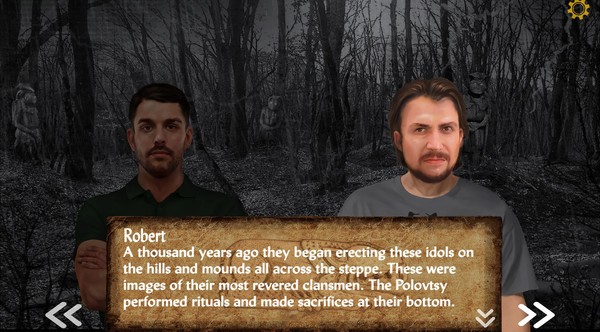 Robert
A thousand years ago they began erecting these idols on
the hills and mounds all across the steppe. These were
images of their most revered clansmen. The Polovtsy
performed rituals and made sacrifices at their bottom.